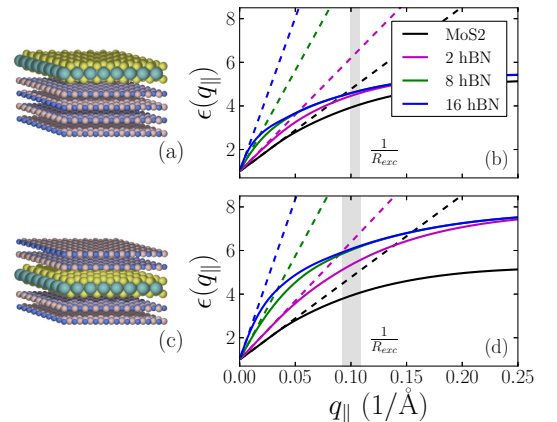 8
6
4
2
ϵ(q∥)
MoS2
2 hBN
8 hBN
16 hBN
1/R_exc
(a)
(b)
8
6
4
2
ϵ(q∥)
1/R_exc
(c)
(d)
0.00 0.05 0.10 0.15 0.20 0.25
q∥ (1/Å)